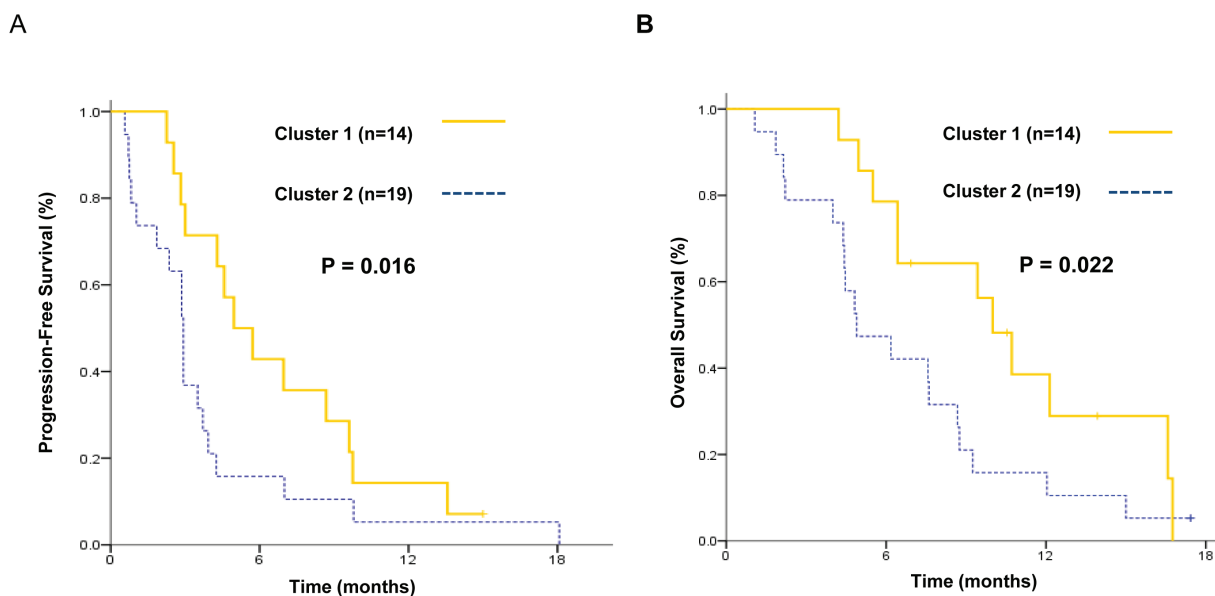 A
Progression-Free Survival (%)
1.0
0.8
0.6
0.4
0.2
0.0
0
6
12
18
Time (months)
Cluster 1 (n=14)
Cluster 2 (n=19)
P = 0.016
B
Overall Survival (%)
1.0
0.8
0.6
0.4
0.2
0.0
0
6
12
18
Time (months)
Cluster 1 (n=14)
Cluster 2 (n=19)
P = 0.022